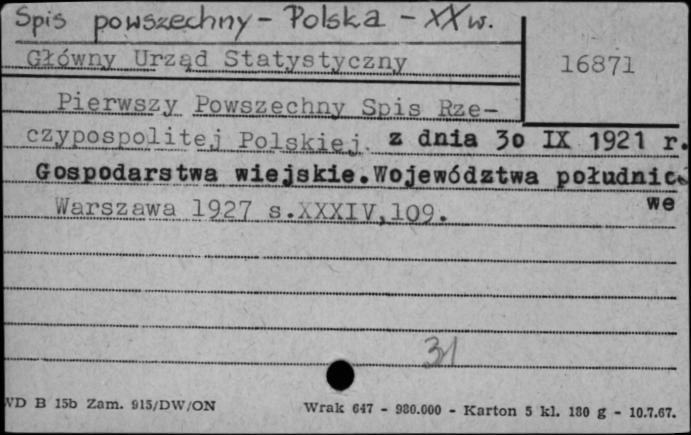 Spis powszechny - Polska - XX w.
Główny Urząd Statystyczny
16871
Pierwszy Powszechny Spis Rze-
czypospolitej Polskiej z dnia 30 IX 1921 r.
Gospodarstwa wiejskie.Województwa południo-
we
Warszawa 1927 s.XXXIV,109.
31
WD B 15b Zam. 915/DW/ON
Wrak 647 - 980.000 - Karton 5 kl. 180 g - 10.7.67.